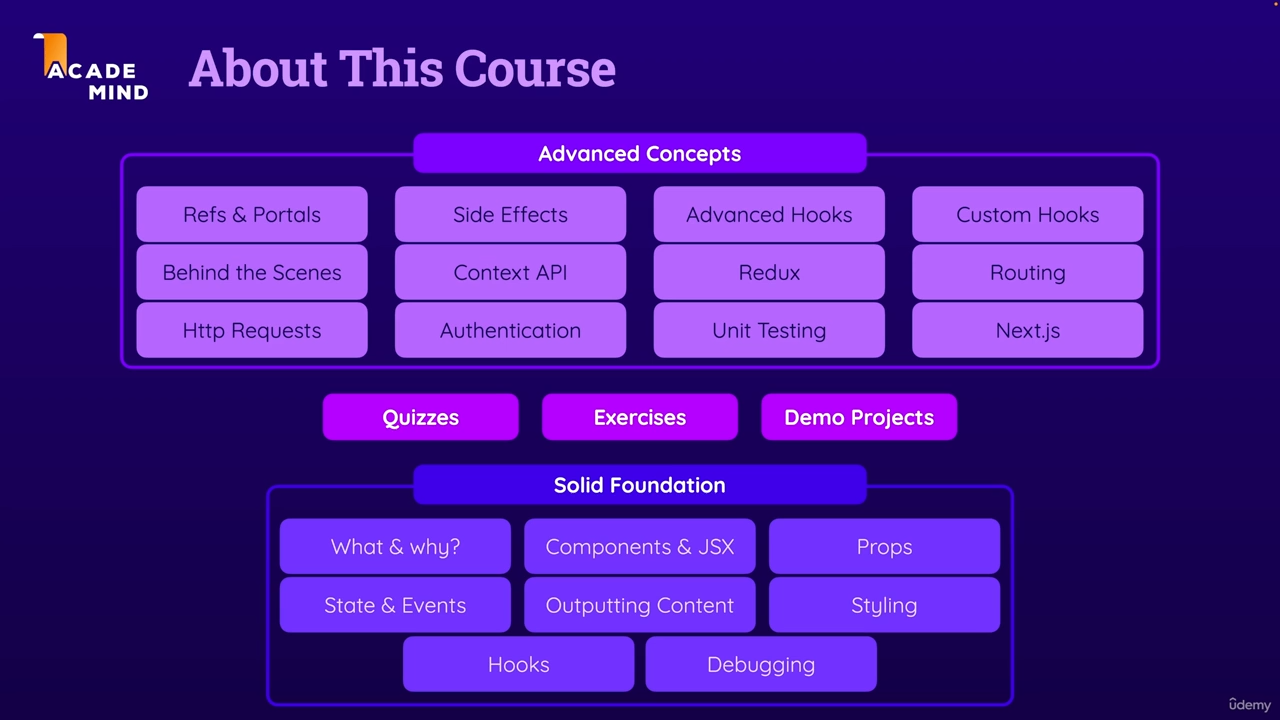 ACADE
MIND
About This Course
Advanced Concepts
Refs & Portals
Side Effects
Advanced Hooks
Custom Hooks
Behind the Scenes
Context API
Redux
Routing
Http Requests
Authentication
Unit Testing
Next.js
Quizzes
Exercises
Demo Projects
Solid Foundation
What & why?
Components & JSX
Props
State & Events
Outputting Content
Styling
Hooks
Debugging
ûdemy